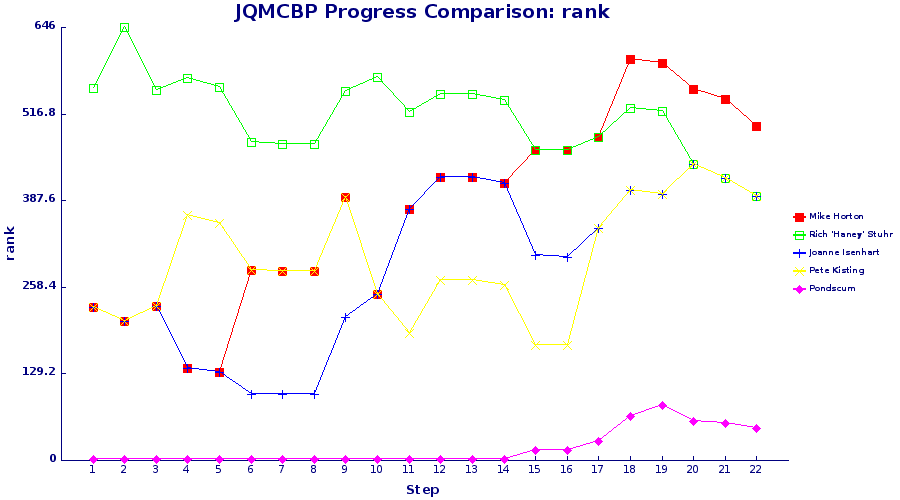 JQMCBP Progress Comparison: rank
646
516.8
387.6
258.4
129.2
0
rank
1 2 3 4 5 6 7 8 9 10 11 12 13 14 15 16 17 18 19 20 21 22
Step
Mike Horton
Rich 'Haney' Stuhr
Joanne Isenhart
Pete Kisting
Pondscum